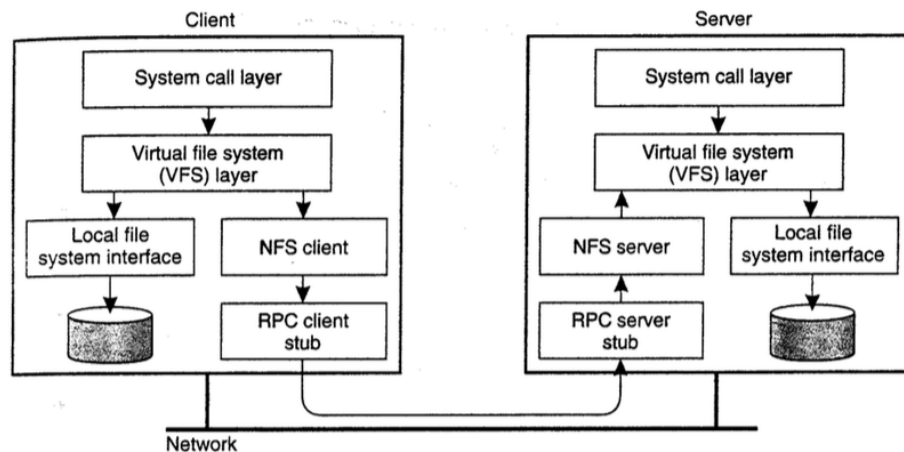 Client
Server
System call layer
System call layer
Virtual file system
(VFS) layer
Virtual file system
(VFS) layer
Local file
system interface
NFS client
NFS server
Local file
system interface
RPC client
stub
RPC server
stub
Network